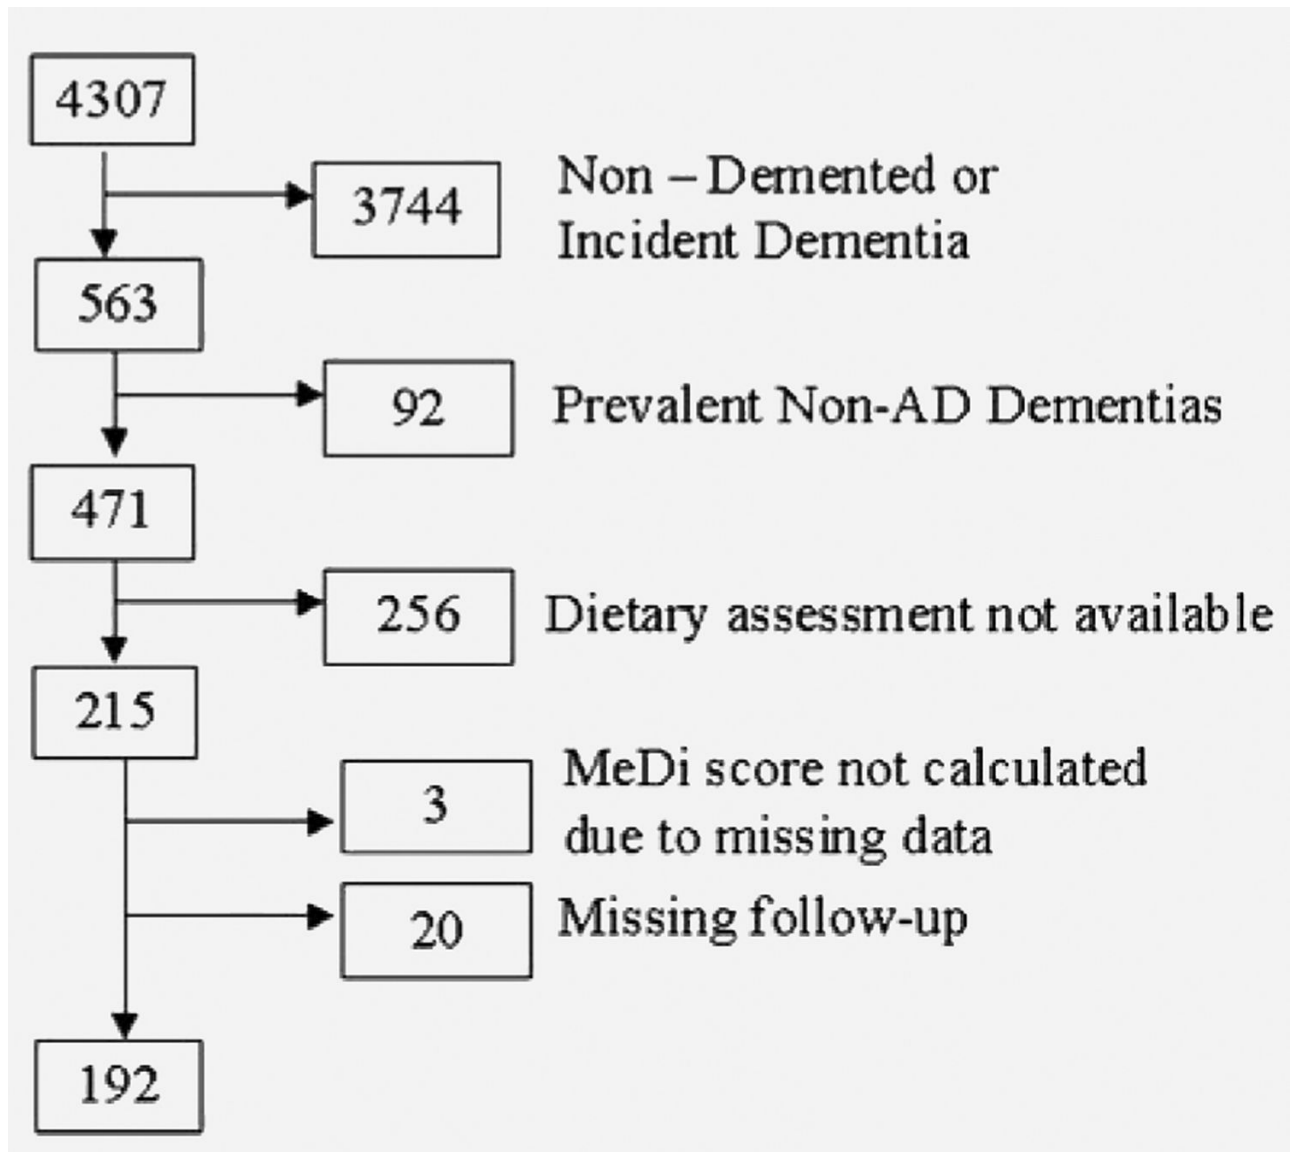 4307
3744
Non – Demented or
Incident Dementia
563
92
Prevalent Non-AD Dementias
471
256
Dietary assessment not available
215
3
MeDi score not calculated
due to missing data
20
Missing follow-up
192